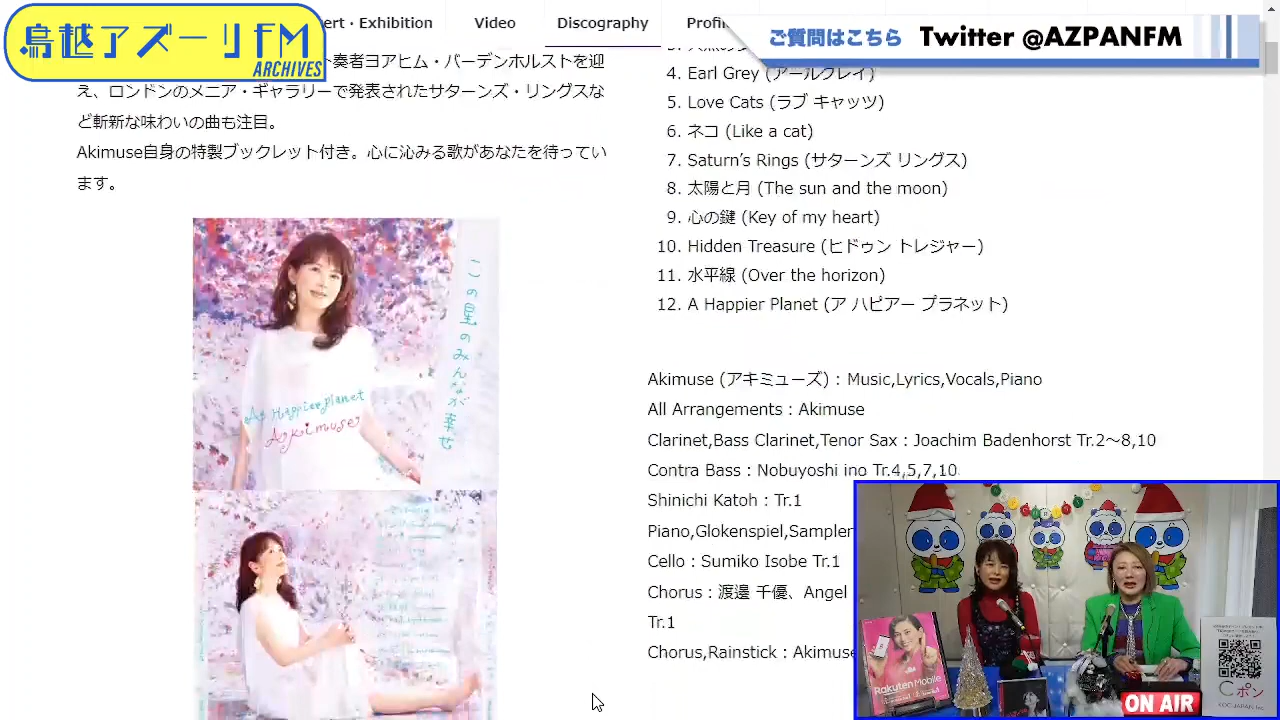 鳥越アズーリFM
ARCHIVES
ert・Exhibition
Video
Discography
ご質問はこちら Twitter @AZPANFM
奏者ヨアヒム・バーデンホルストを迎
え、ロンドンのメニア・ギャラリーで発表されたサターンズ・リングスな
ど斬新な味わいの曲も注目。
Akimuse自身の特製ブックレット付き。心に沁みる歌があなたを待ってい
ます。
この星のみんなが幸せ
A Happier planet
Akimuse
4. Earl Grey (アールグレイ)
5. Love Cats (ラブ キャッツ)
6. ネコ (Like a cat)
7. Saturn’s Rings (サターンズ リングス)
8. 太陽と月 (The sun and the moon)
9. 心の鍵 (Key of my heart)
10. Hidden Treasure (ヒドゥン トレジャー)
11. 水平線 (Over the horizon)
12. A Happier Planet (ア ハピアー プラネット)
Akimuse (アキミューズ) : Music,Lyrics,Vocals,Piano
All Arrangements : Akimuse
Clarinet,Bass Clarinet,Tenor Sax : Joachim Badenhorst Tr.2〜8,10
Contra Bass : Nobuyoshi ino Tr.4,5,7,10
Shinichi Katoh : Tr.1
Piano,Glokenspiel,Sampler
Cello : Sumiko Isobe Tr.1
Chorus : 渡邉 千優、Angel
Tr.1
Chorus,Rainstick : Akimuse
Rakuten Mobile
ON AIR
Cポン